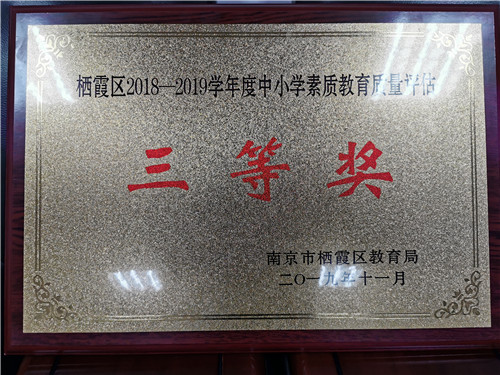 栖霞区2018—2019学年度中小学素质教育质量评估
三等奖
南京市栖霞区教育局
二〇一九年十一月